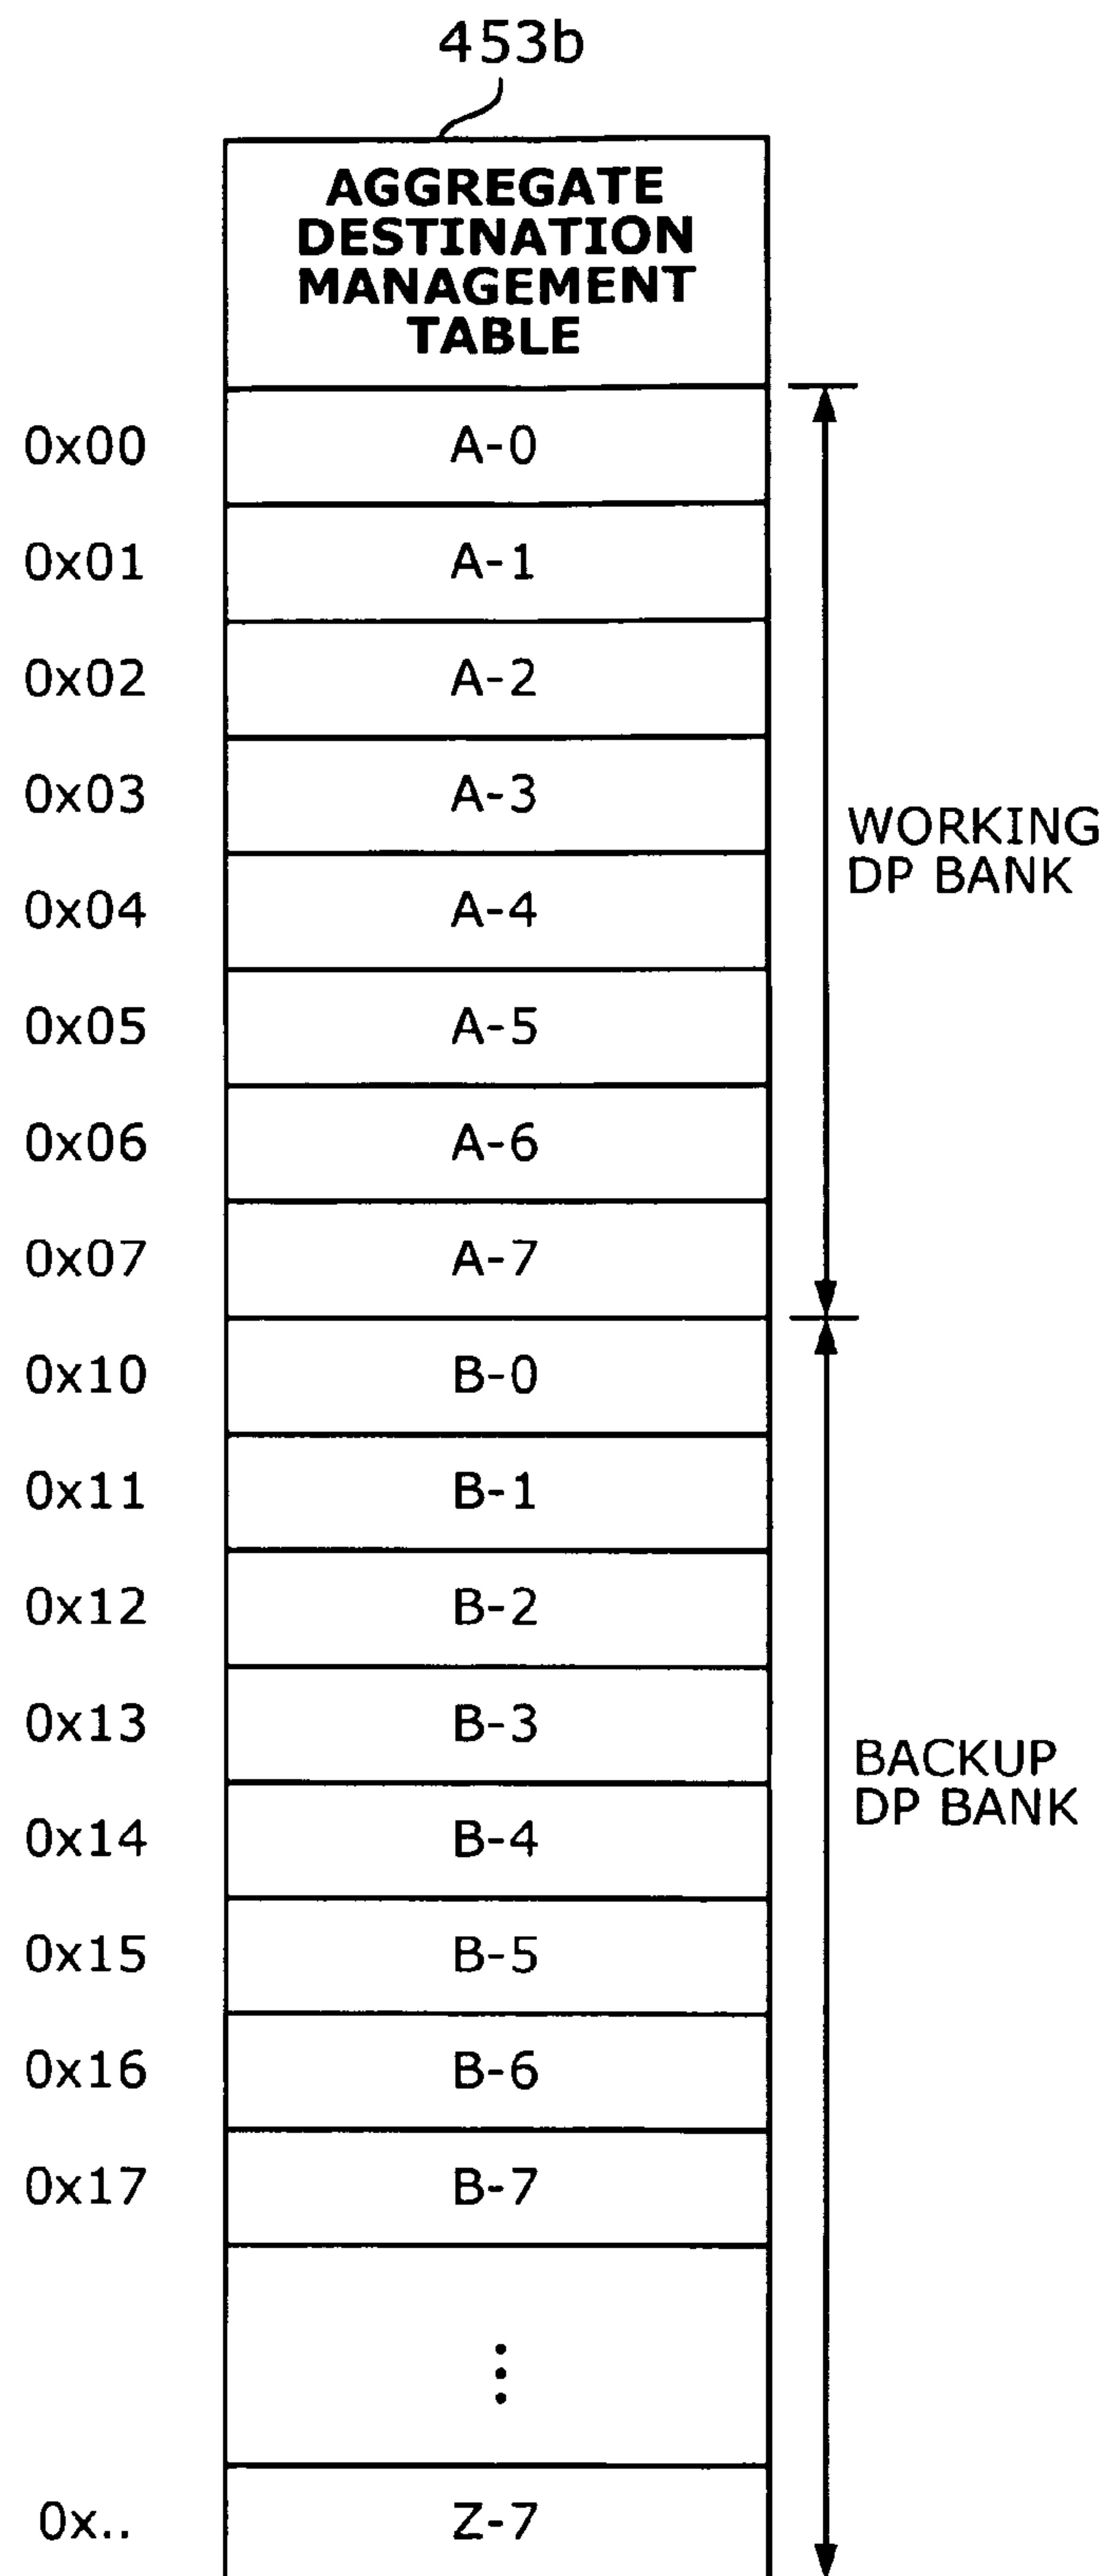 453b
AGGREGATE
DESTINATION
MANAGEMENT
TABLE
0x00 A-0
0x01 A-1
0x02 A-2
0x03 A-3
WORKING
DP BANK
0x04 A-4
0x05 A-5
0x06 A-6
0x07 A-7
0x10 B-0
0x11 B-1
0x12 B-2
0x13 B-3
BACKUP
DP BANK
0x14 B-4
0x15 B-5
0x16 B-6
0x17 B-7
⋮
0x.. Z-7